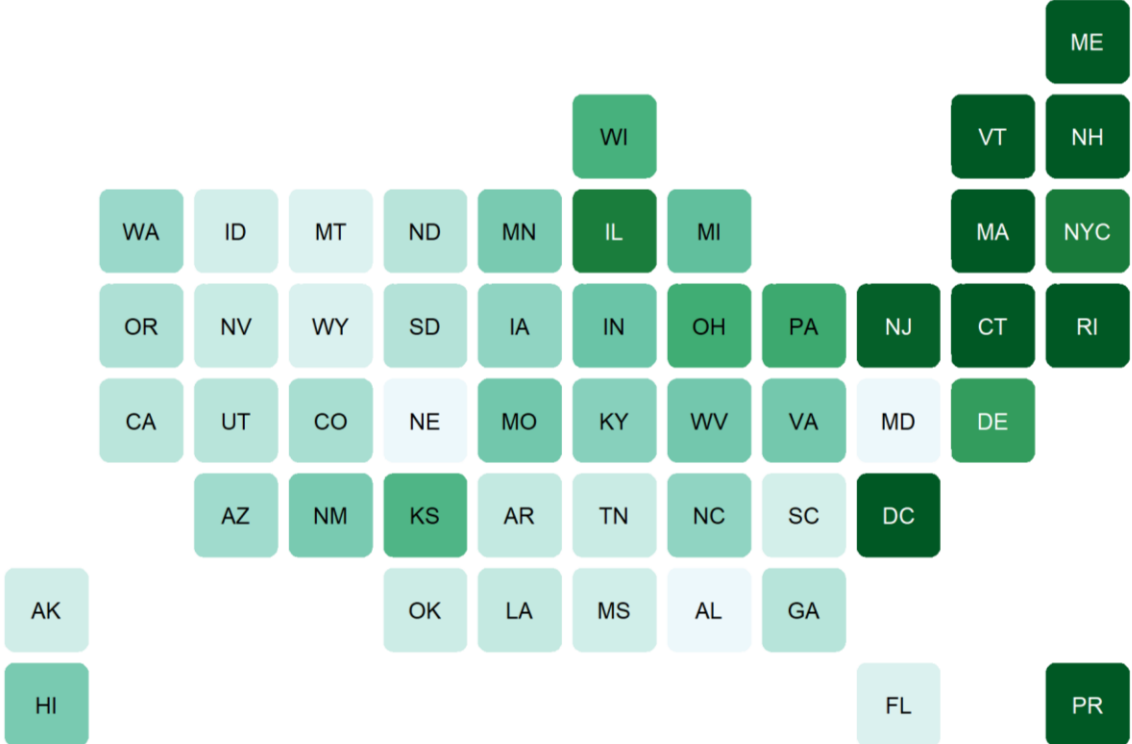 ME
WI VT NH
WA ID MT ND MN IL MI MA NYC
OR NV WY SD IA IN OH PA NJ CT RI
CA UT CO NE MO KY WV VA MD DE
AZ NM KS AR TN NC SC DC
AK OK LA MS AL GA
HI FL PR